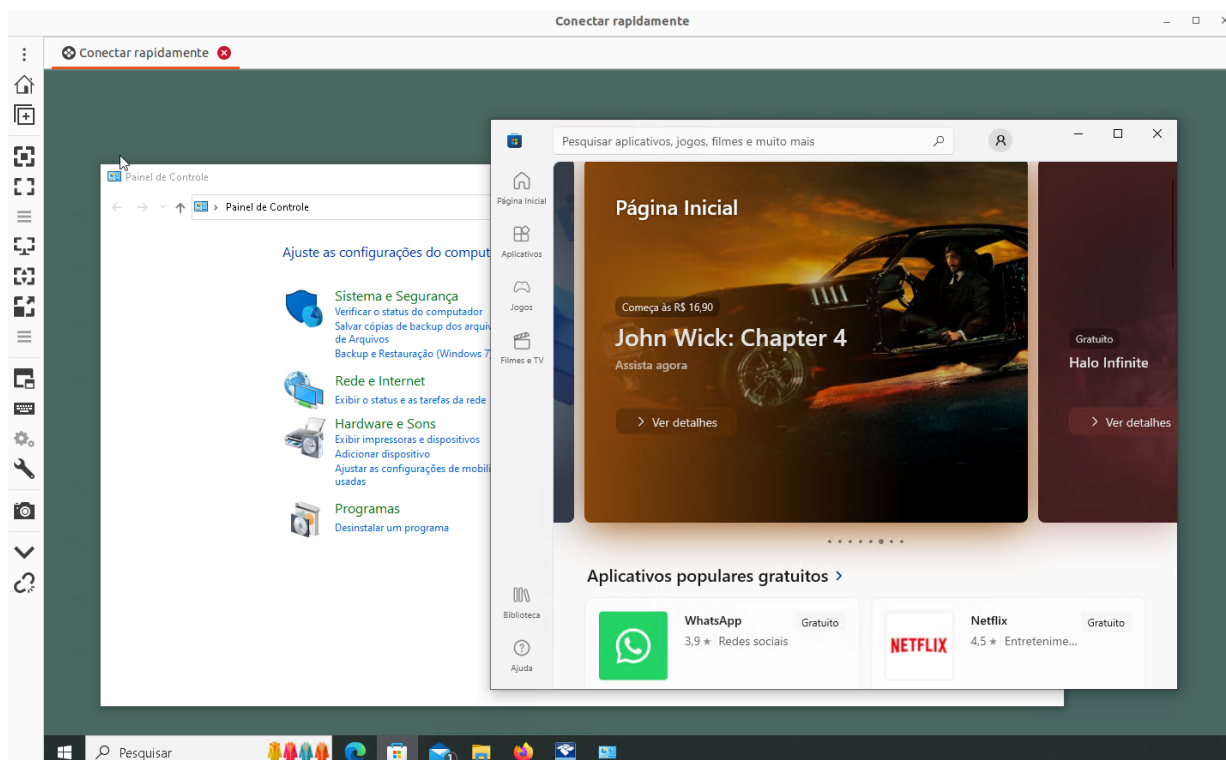 Conectar rapidamente
Conectar rapidamente
Painel de Controle
Painel de Controle
Ajuste as configurações do comput
Sistema e Segurança
Verificar o status do computador
Salvar cópias de backup dos arquiv
de Arquivos
Backup e Restauração (Windows 7
Rede e Internet
Exibir o status e as tarefas da rede
Hardware e Sons
Exibir impressoras e dispositivos
Adicionar dispositivo
Ajustar as configurações de mobili
usadas
Programas
Desinstalar um programa
Pesquisar aplicativos, jogos, filmes e muito mais
Página Inicial
Aplicativos
Jogos
Filmes e TV
Biblioteca
Ajuda
Página Inicial
Começa às R$ 16,90
John Wick: Chapter 4
Assista agora
Ver detalhes
Gratuito
Halo Infinite
Ver detalhes
Aplicativos populares gratuitos
WhatsApp
Gratuito
3,9 ★ Redes sociais
NETFLIX
Netflix
Gratuito
4,5 ★ Entretenime...
Pesquisar
1